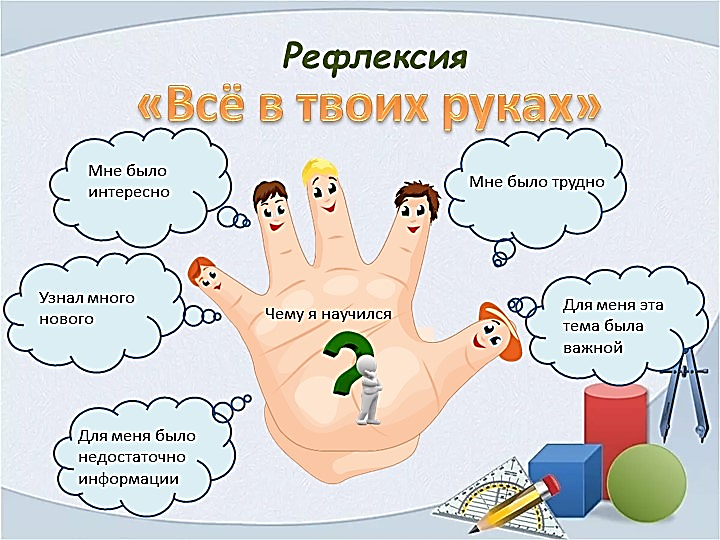 Рефлексия
«Всё в твоих руках»
Мне было
интересно
Мне было трудно
Узнал много
нового
Чему я научился
Для меня эта
тема была
важной
Для меня было
недостаточно
информации